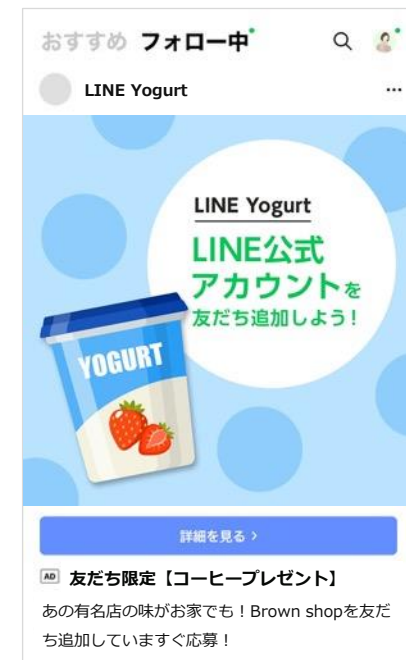 おすすめ フォロー中
LINE Yogurt
LINE Yogurt
LINE公式
アカウントを
友だち追加しよう!
YOGURT
詳細を見る >
AD 友だち限定【コーヒープレゼント】
あの有名店の味がお家でも!Brown shopを友だ
ち追加していますぐ応募!